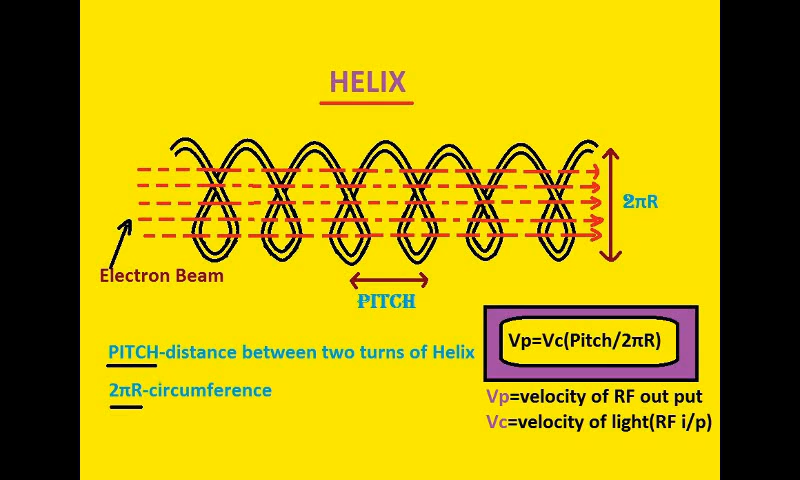 HELIX
2πR
Electron Beam
PITCH
Vp=Vc(Pitch/2πR)
PITCH-distance between two turns of Helix
2πR-circumference
Vp=velocity of RF out put
Vc=velocity of light(RF i/p)